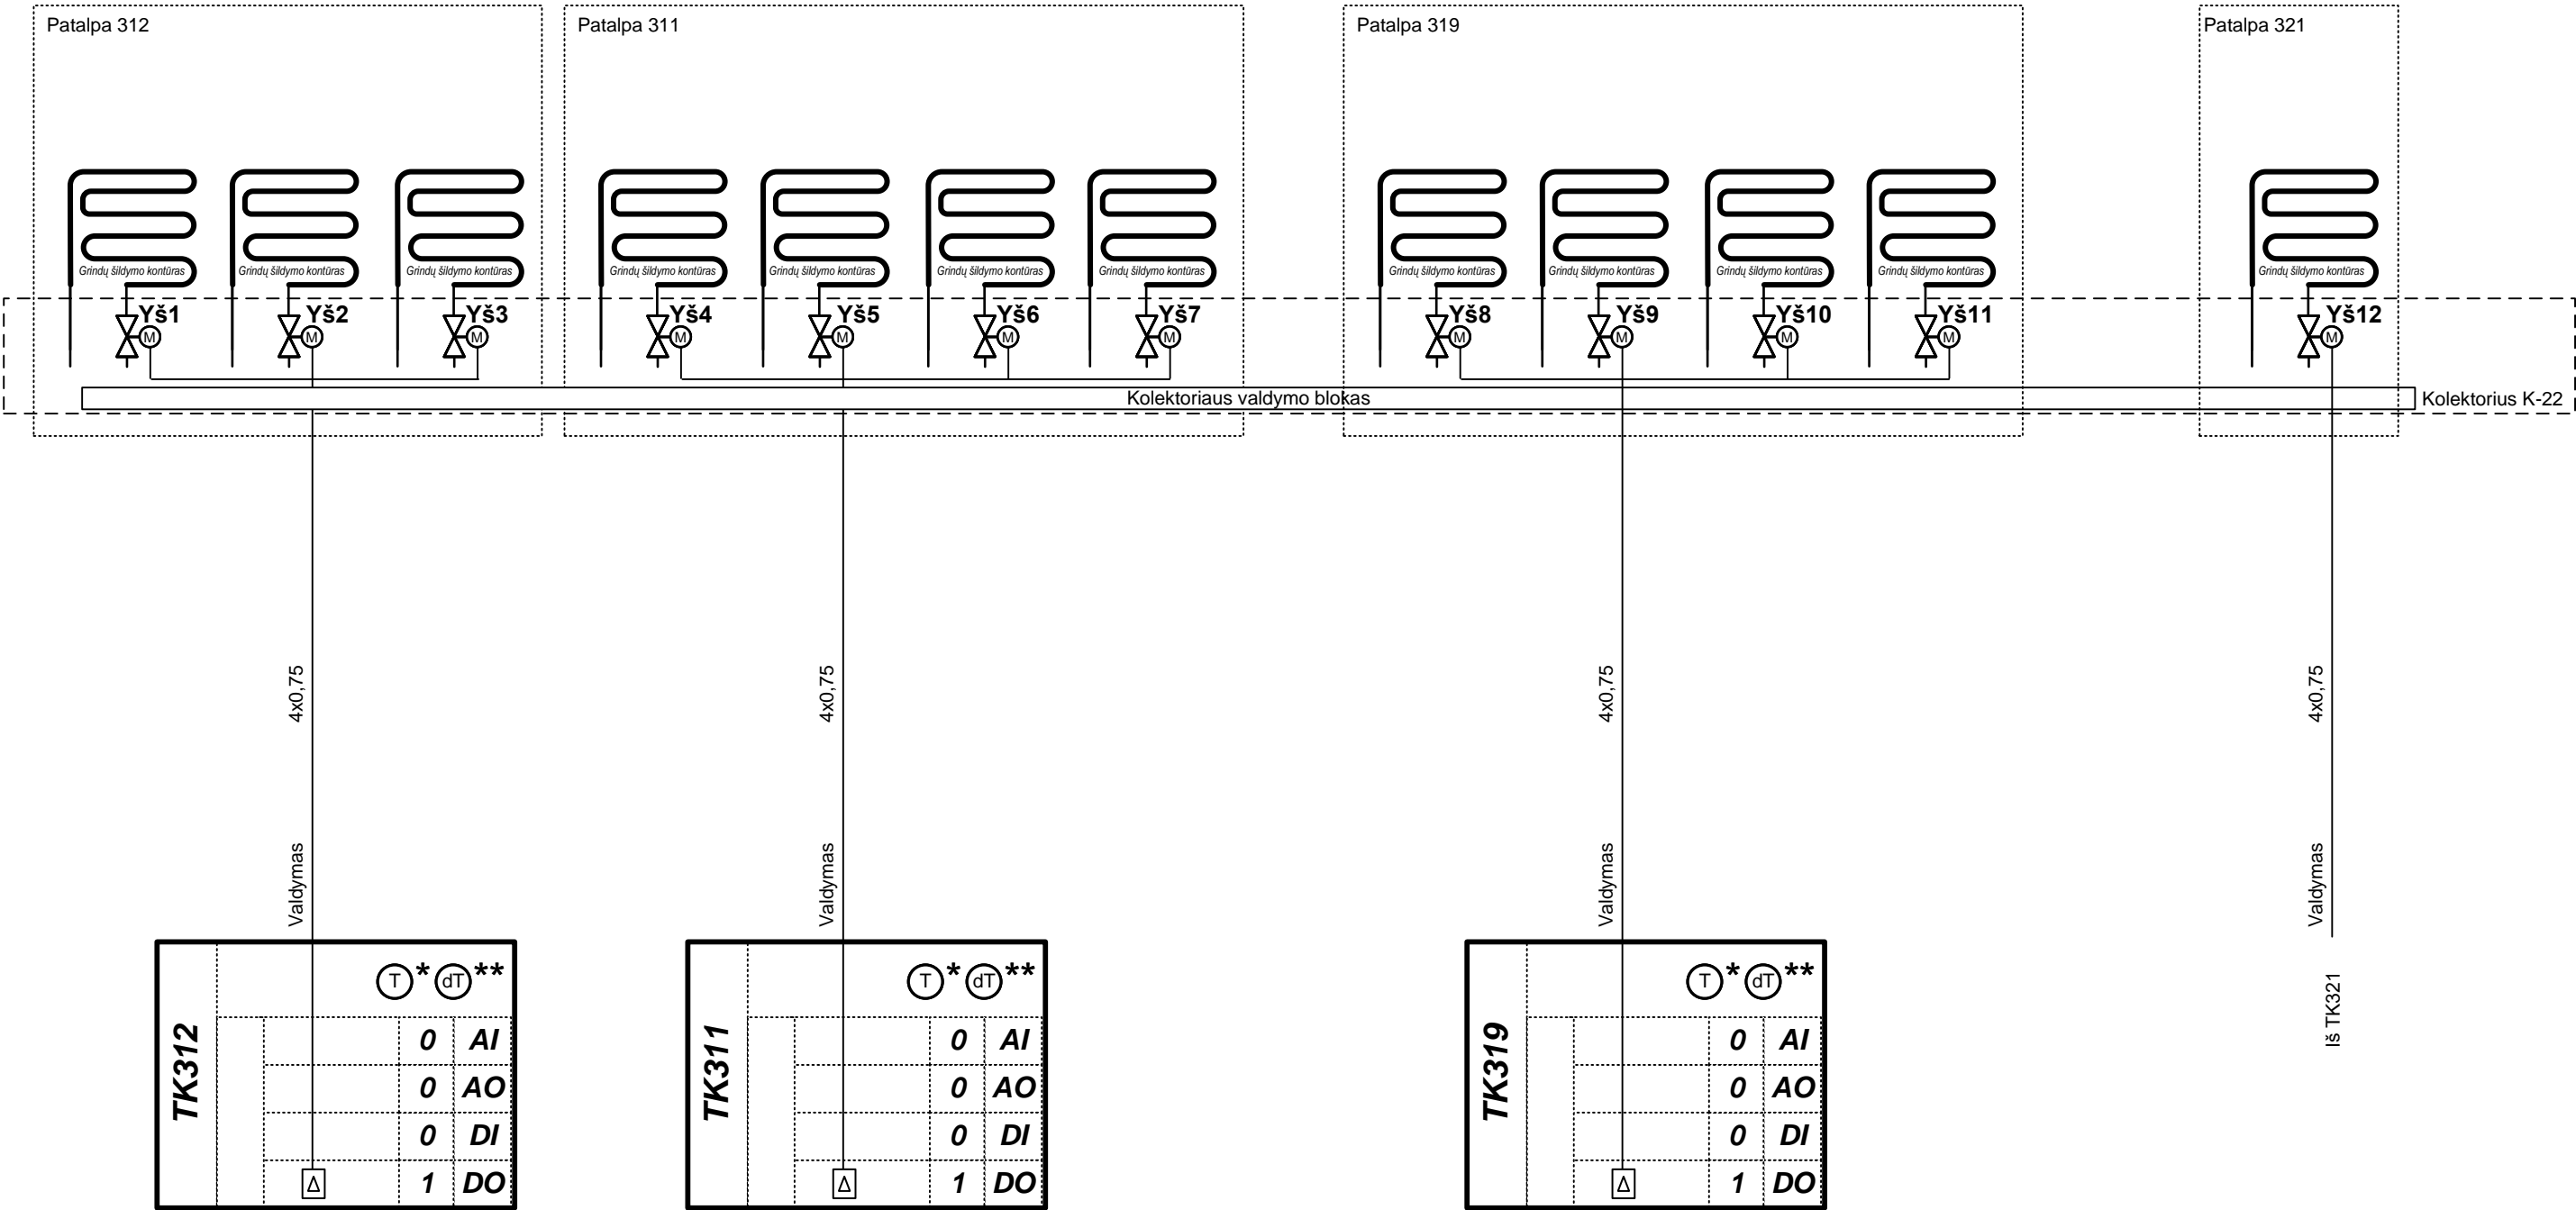 Patalpa 312
Patalpa 311
Patalpa 319
Patalpa 321
Grindų šildymo kontūras
Grindų šildymo kontūras
Grindų šildymo kontūras
Grindų šildymo kontūras
Grindų šildymo kontūras
Grindų šildymo kontūras
Grindų šildymo kontūras
Grindų šildymo kontūras
Grindų šildymo kontūras
Grindų šildymo kontūras
Grindų šildymo kontūras
Grindų šildymo kontūras
Yš1
Yš2
Yš3
Yš4
Yš5
Yš6
Yš7
Yš8
Yš9
Yš10
Yš11
Yš12
M
M
M
M
M
M
M
M
M
M
M
M
Kolektoriaus valdymo blokas
Kolektorius K-22
4x0,75
4x0,75
4x0,75
4x0,75
Valdymas
Valdymas
Valdymas
Valdymas
Iš TK321
TK312
T * dT **
0 AI
0 AO
0 DI
Δ 1 DO
TK311
T * dT **
0 AI
0 AO
0 DI
Δ 1 DO
TK319
T * dT **
0 AI
0 AO
0 DI
Δ 1 DO